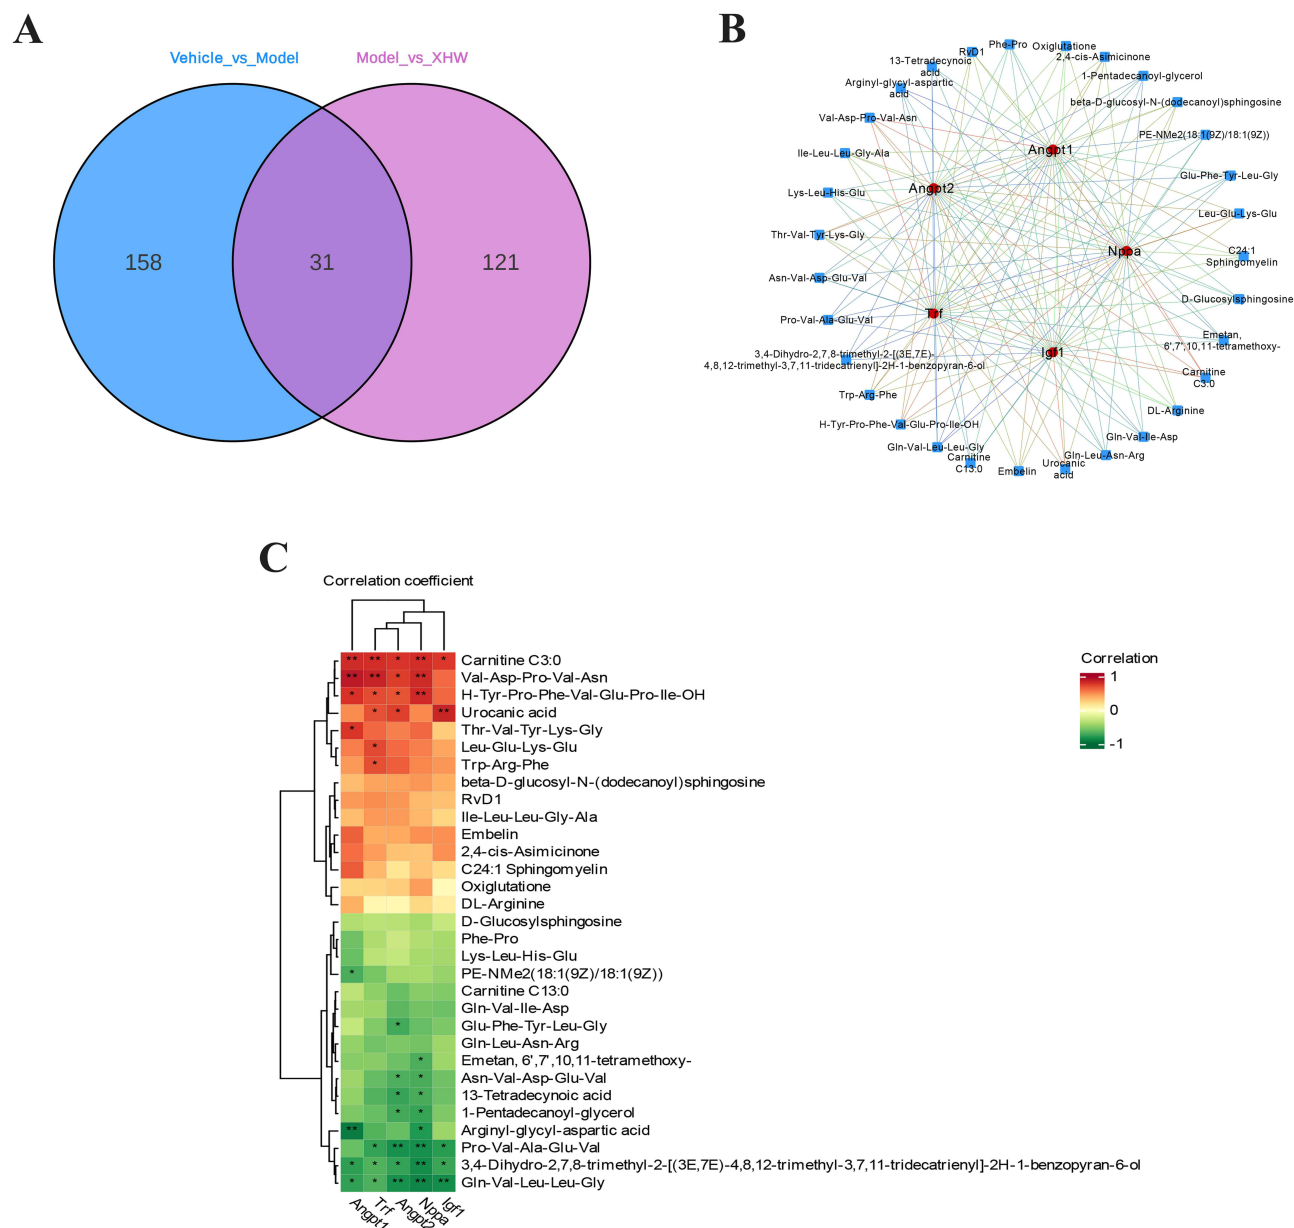 A
Vehicle_vs_Model
Model_vs_XHW
158
31
121
B
Phe-Pro
Oxiglutatone
RvD1
2,4-cis-Asimicinone
13-Tetradecynoic
acid
1-Pentadecanoyl-glycerol
Arginyl-glycyl-aspartic
acid
beta-D-glucosyl-N-(dodecanoyl)sphingosine
Val-Asp-Pro-Val-Asn
PE-NMe2(18:1(9Z)/18:1(9Z))
Angpt1
Ile-Leu-Leu-Gly-Ala
Glu-Phe-Tyr-Leu-Gly
Angpt2
Lys-Leu-His-Glu
Leu-Glu-Lys-Glu
Thr-Val-Tyr-Lys-Gly
Nppa
C24:1
Sphingomyelin
Asn-Val-Asp-Glu-Val
D-Glucosylsphingosine
Trf
Pro-Val-Ala-Glu-Val
Emetan,
6',7',10,11-tetramethoxy-
Igf1
3,4-Dihydro-2,7,8-trimethyl-2-[(3E,7E)-
4,8,12-trimethyl-3,7,11-tridecatrienyl]-2H-1-benzopyran-6-ol
Carnitine
C3:0
Trp-Arg-Phe
DL-Arginine
H-Tyr-Pro-Phe-Val-Glu-Pro-Ile-OH
Gln-Val-Ile-Asp
Gln-Val-Leu-Leu-Gly
Gln-Leu-Asn-Arg
Carnitine
C13:0
Embelin
Urocanic
acid
C
Correlation coefficient
** ** * ** * Carnitine C3:0
** ** * ** Val-Asp-Pro-Val-Asn
* * * ** H-Tyr-Pro-Phe-Val-Glu-Pro-Ile-OH
* * ** Urocanic acid
* Thr-Val-Tyr-Lys-Gly
* Leu-Glu-Lys-Glu
* Trp-Arg-Phe
beta-D-glucosyl-N-(dodecanoyl)sphingosine
RvD1
Ile-Leu-Leu-Gly-Ala
Embelin
2,4-cis-Asimicinone
C24:1 Sphingomyelin
Oxiglutatione
DL-Arginine
D-Glucosylsphingosine
Phe-Pro
Lys-Leu-His-Glu
* PE-NMe2(18:1(9Z)/18:1(9Z))
Carnitine C13:0
Gln-Val-Ile-Asp
* Glu-Phe-Tyr-Leu-Gly
Gln-Leu-Asn-Arg
* Emetan, 6',7',10,11-tetramethoxy-
* * Asn-Val-Asp-Glu-Val
* * 13-Tetradecynoic acid
* * 1-Pentadecanoyl-glycerol
** * Arginyl-glycyl-aspartic acid
* ** ** * Pro-Val-Ala-Glu-Val
* * * ** * 3,4-Dihydro-2,7,8-trimethyl-2-[(3E,7E)-4,8,12-trimethyl-3,7,11-tridecatrienyl]-2H-1-benzopyran-6-ol
* * ** ** ** Gln-Val-Leu-Leu-Gly
Angpt1
Trf
Angpt2
Nppa
Igf1
Correlation
1
0
-1